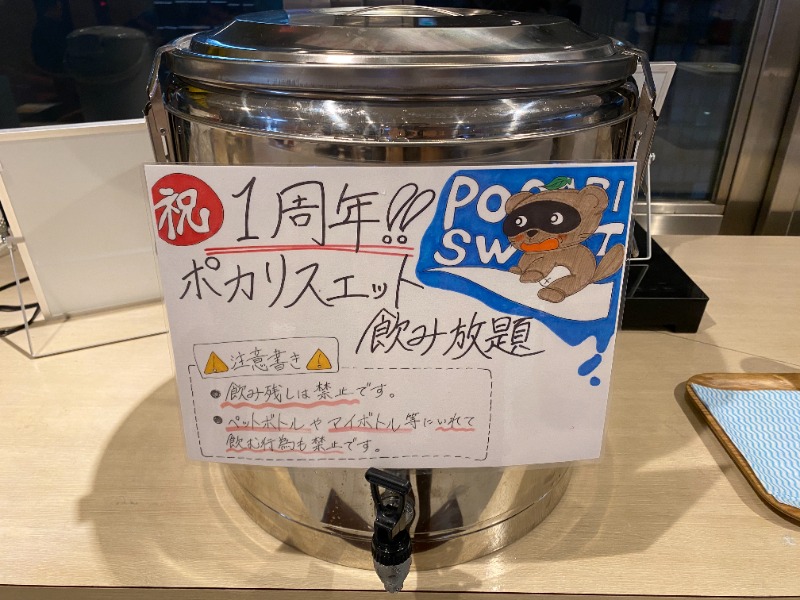 祝 1周年!!
POCARI
SWEAT
ポカリスエット
飲み放題
注意書き
飲み残しは禁止です。
ペットボトルやマイボトル等にいれて
飲む行為も禁止です。